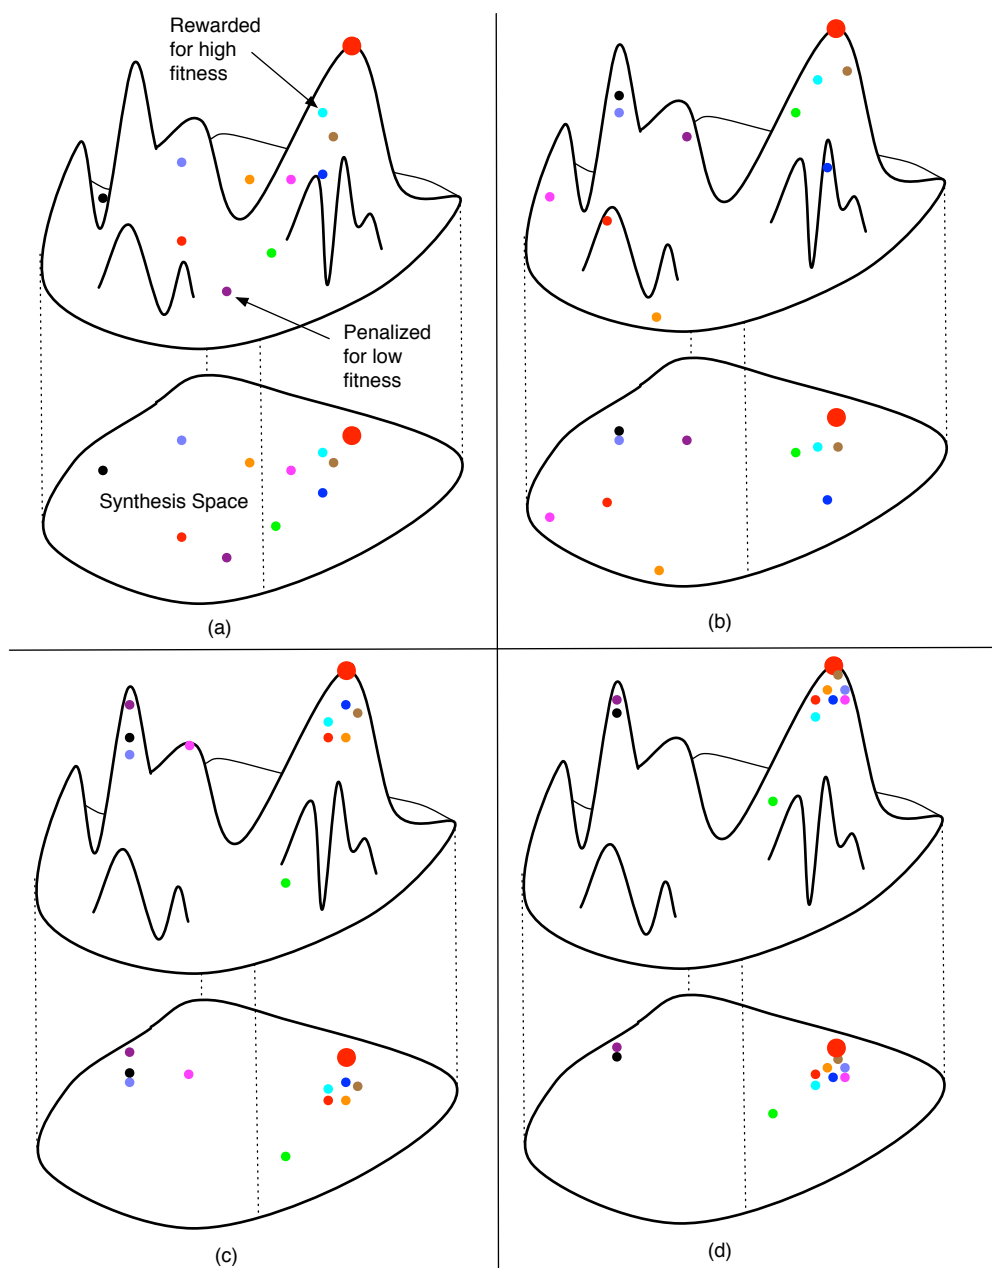 Rewarded
for high
fitness
Penalized
for low
fitness
Synthesis Space
(a)
(b)
(c)
(d)